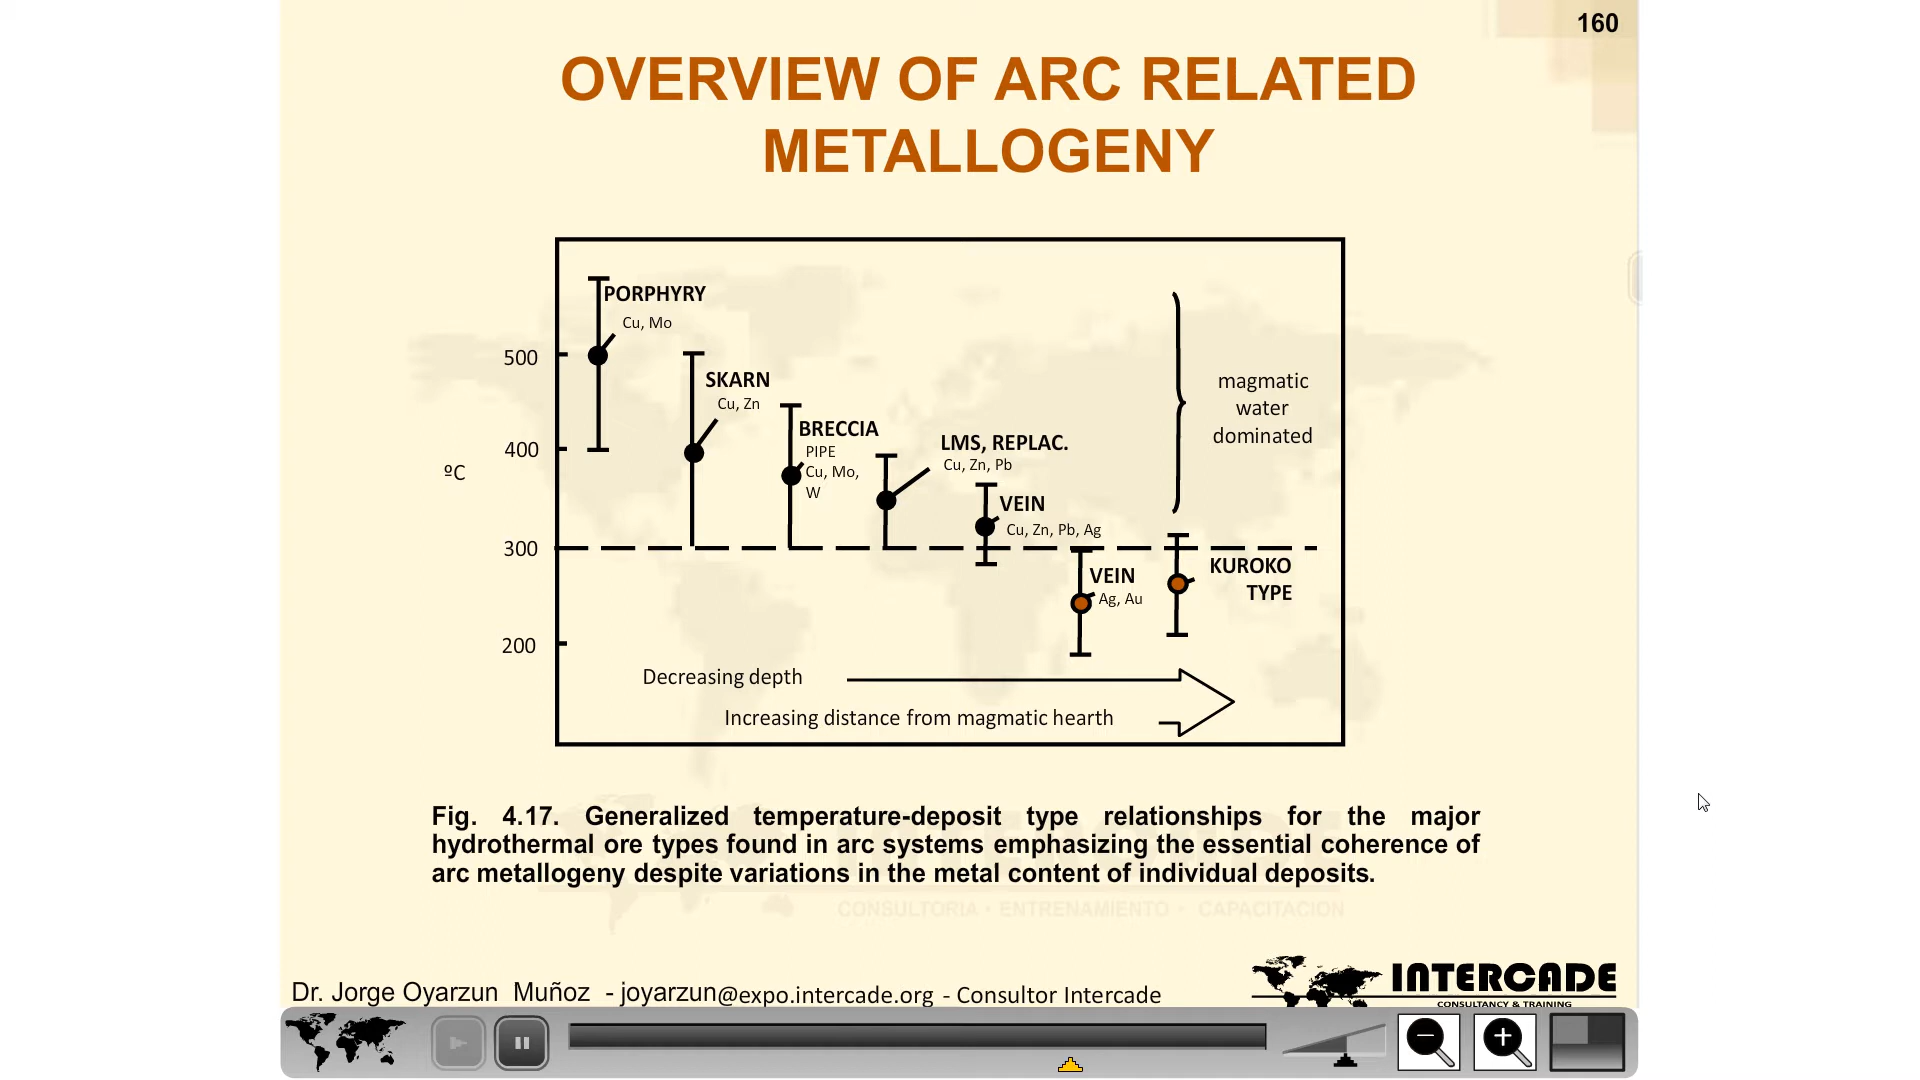 160
OVERVIEW OF ARC RELATED
METALLOGENY
PORPHYRY
Cu, Mo
500
SKARN
Cu, Zn
magmatic
water
dominated
BRECCIA
PIPE
Cu, Mo,
W
LMS, REPLAC.
Cu, Zn, Pb
400
ºC
VEIN
Cu, Zn, Pb, Ag
300
VEIN
Ag, Au
KUROKO
TYPE
200
Decreasing depth
Increasing distance from magmatic hearth
Fig. 4.17. Generalized temperature-deposit type relationships for the major
hydrothermal ore types found in arc systems emphasizing the essential coherence of
arc metallogeny despite variations in the metal content of individual deposits.
INTERCADE
CONSULTORIA · ENTRENAMIENTO · CAPACITACION
Dr. Jorge Oyarzun Muñoz - joyarzun@expo.intercade.org - Consultor Intercade
INTERCADE
CONSULTANCY & TRAINING